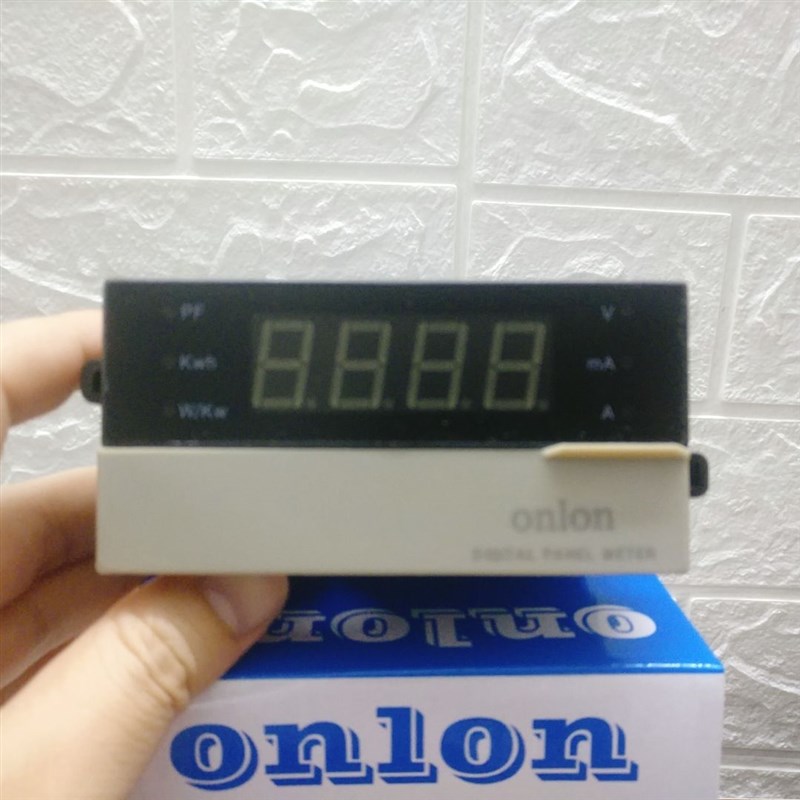 PF
V
Kwh
mA
W/Kw
A
onlon
DIGITAL PANEL METER
onlon
onlon